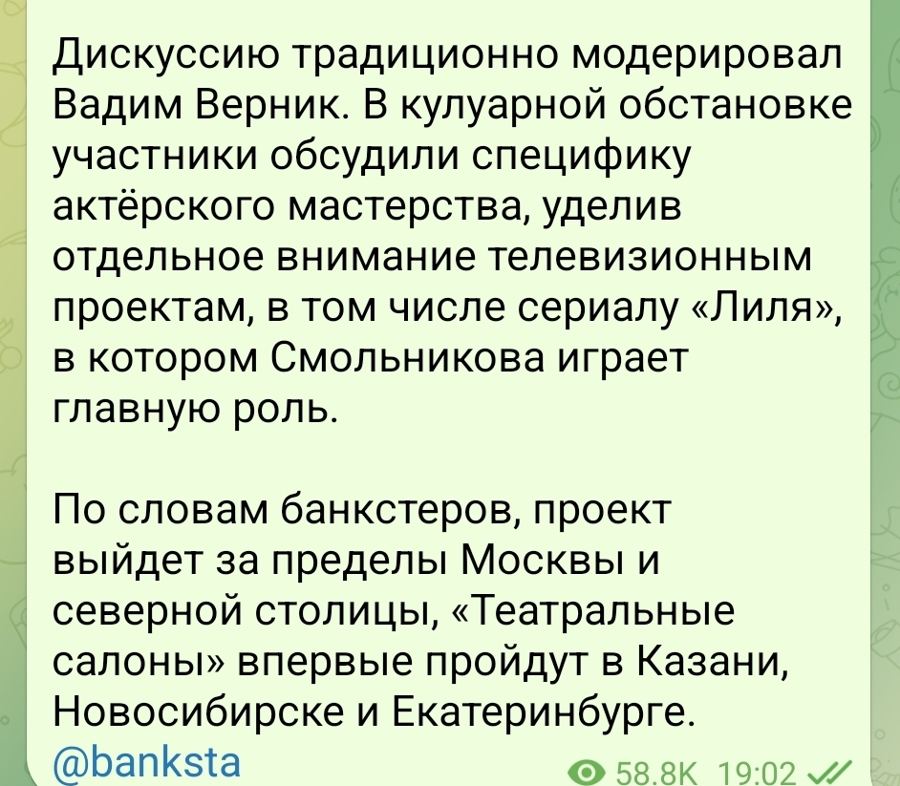 Дискуссию традиционно модерировал
Вадим Верник. В кулуарной обстановке
участники обсудили специфику
актёрского мастерства, уделив
отдельное внимание телевизионным
проектам, в том числе сериалу «Лиля»,
в котором Смольникова играет
главную роль.
По словам банкстеров, проект
выйдет за пределы Москвы и
северной столицы, «Театральные
салоны» впервые пройдут в Казани,
Новосибирске и Екатеринбурге.
@banksta
58.8K 19:02